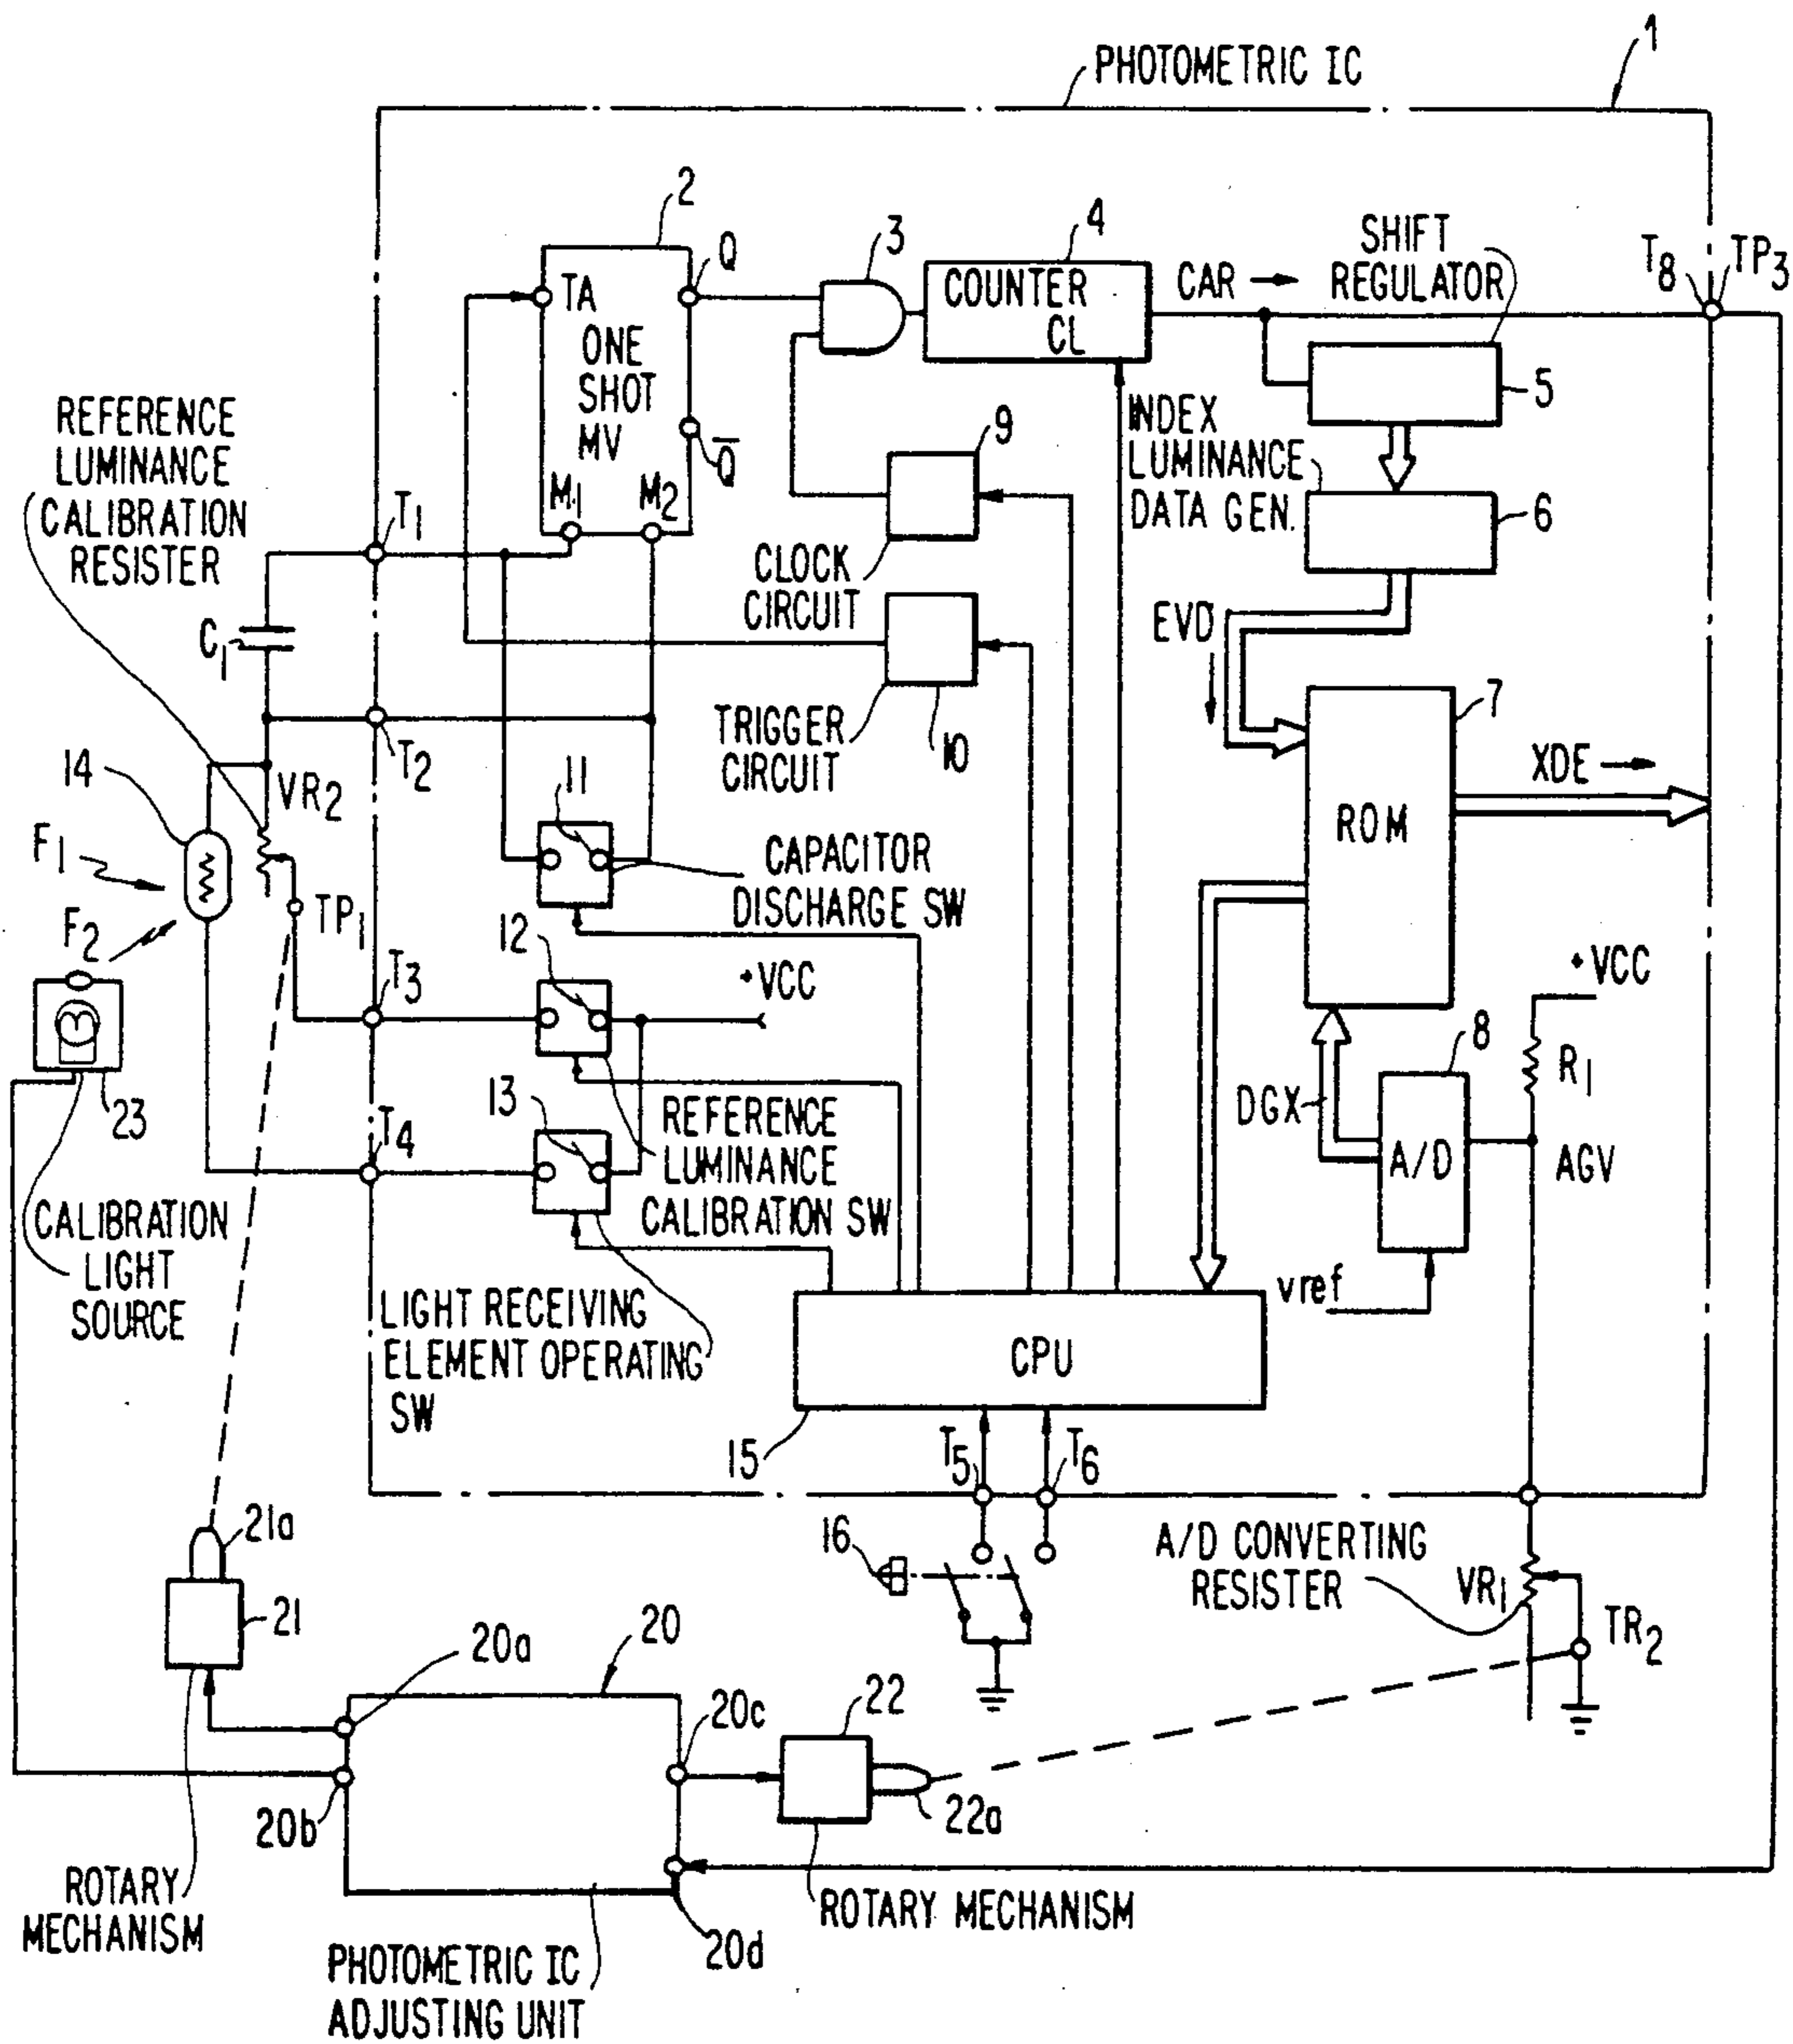 1
PHOTOMETRIC IC
2
Q
3
4
SHIFT
REGULATOR
T8
TP3
TA
ONE
SHOT
MV
COUNTER
CL
CAR →
5
Q̅
M1
M2
REFERENCE
LUMINANCE
CALIBRATION
RESISTER
T1
9
INDEX
LUMINANCE
DATA GEN.
6
CLOCK
CIRCUIT
C1
EVD
7
TRIGGER
CIRCUIT
10
T2
14
VR2
11
XDE →
ROM
F1
CAPACITOR
DISCHARGE SW
TP1
F2
12
T3
+VCC
+VCC
8
R1
23
13
DGX
T4
REFERENCE
LUMINANCE
CALIBRATION SW
A/D
AGV
CALIBRATION
LIGHT
SOURCE
vref
LIGHT RECEIVING
ELEMENT OPERATING
SW
CPU
15
T5
T6
21a
16
A/D CONVERTING
RESISTER
VR1
21
TR2
20a
20
20c
22
20b
22a
ROTARY
MECHANISM
ROTARY MECHANISM
20d
PHOTOMETRIC IC
ADJUSTING UNIT